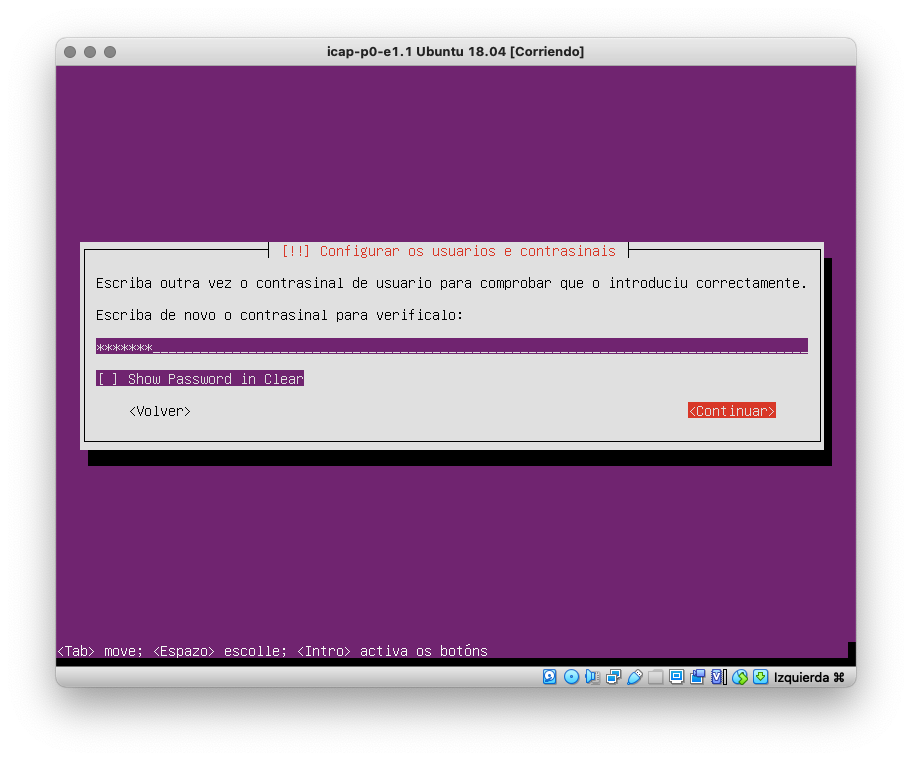 icap-p0-e1.1 Ubuntu 18.04 [Corriendo]
[!!] Configurar os usuarios e contrasinais
Escriba outra vez o contrasinal de usuario para comprobar que o introduciu correctamente.
Escriba de novo o contrasinal para verificalo:
*******
[ ] Show Password in Clear
<Volver> <Continuar>
<Tab> move; <Espazo> escolle; <Intro> activa os botóns
Izquierda ⌘